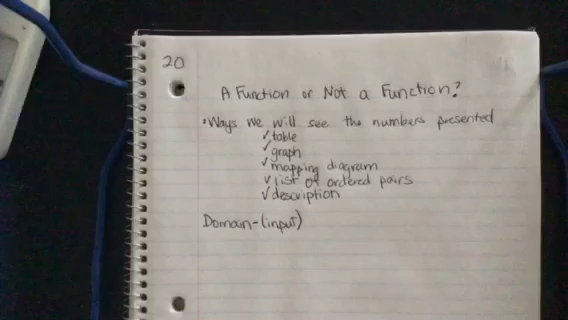 20
A Function or Not a Function?
•Ways we will see the numbers presented
✓table
✓graph
✓mapping diagram
✓list of ordered pairs
✓description
Domain-(input)